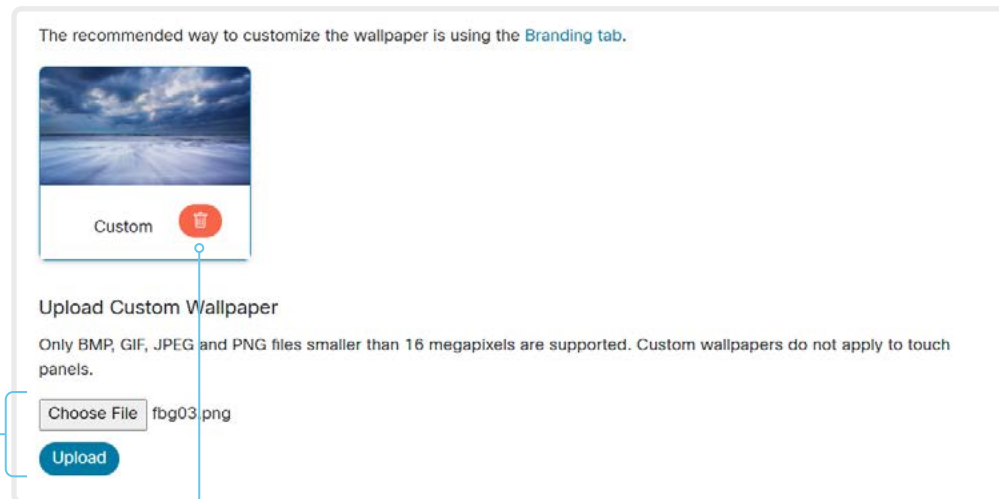 The recommended way to customize the wallpaper is using the Branding tab.
Custom
Upload Custom Wallpaper
Only BMP, GIF, JPEG and PNG files smaller than 16 megapixels are supported. Custom wallpapers do not apply to touch
panels.
Choose File fbg03.png
Upload